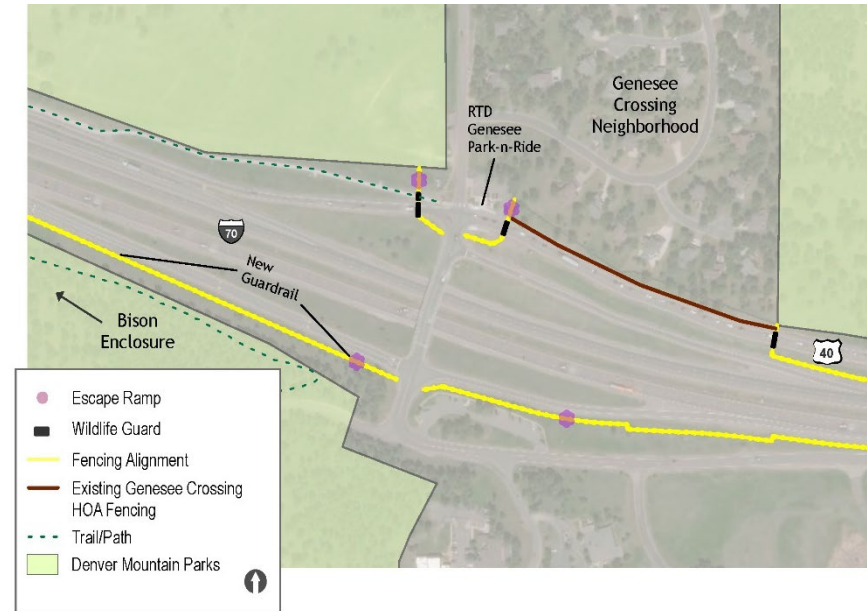 Genesee
Crossing
Neighborhood
RTD
Genesee
Park-n-Ride
70
New
Guardrail
Bison
Enclosure
40
Escape Ramp
Wildlife Guard
Fencing Alignment
Existing Genesee Crossing
HOA Fencing
Trail/Path
Denver Mountain Parks